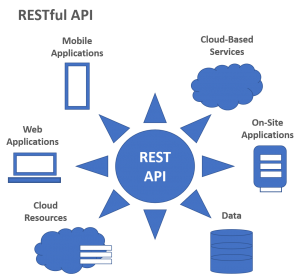 RESTful API
Mobile
Applications
Cloud-Based
Services
Web
Applications
REST
API
On-Site
Applications
Cloud
Resources
Data